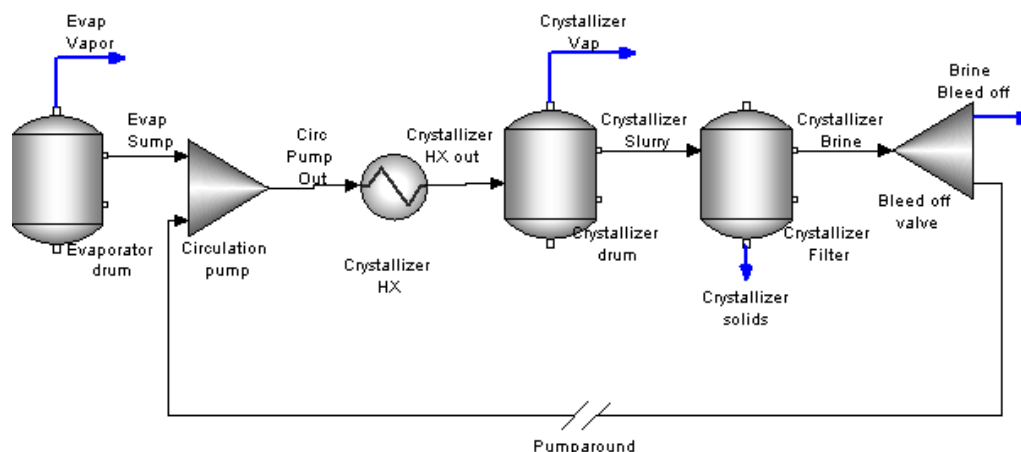 Evap
Vapor
Crystallizer
Vap
Brine
Bleed off
Evap
Sump
Circ
Pump
Out
Crystallizer
HX out
Crystallizer
Slurry
Crystallizer
Brine
Evaporator
drum
Circulation
pump
Crystallizer
HX
Crystallizer
drum
Crystallizer
Filter
Bleed off
valve
Crystallizer
solids
Pumparound